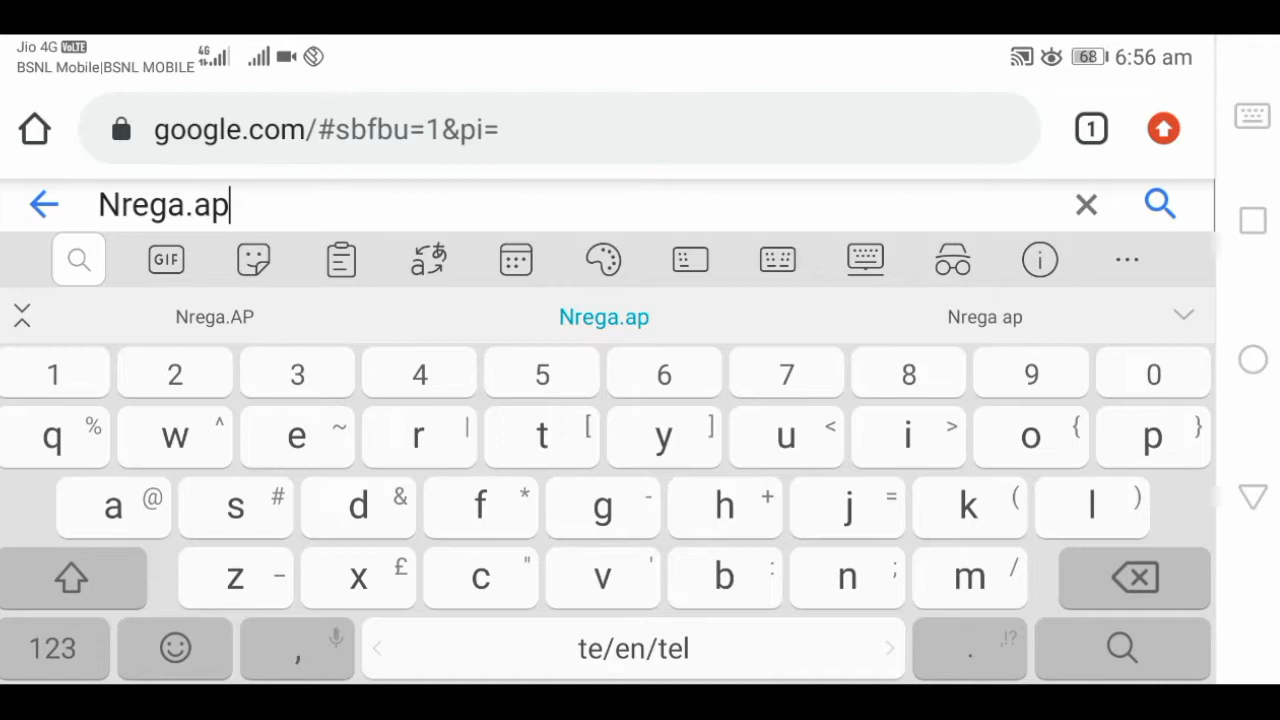 Jio 4G VoLTE
BSNL Mobile|BSNL MOBILE 4G 68 6:56 am
google.com/#sbfbu=1&pi= 1
Nrega.ap
GIF
Nrega.AP Nrega.ap Nrega ap
1 2 3 4 5 6 7 8 9 0
q % w ^ e ~ r | t [ y ] u < i > o { p }
a @ s # d & f * g - h + j = k ( l )
z _ x £ c " v ' b : n ; m /
123 , te/en/tel . ,!?